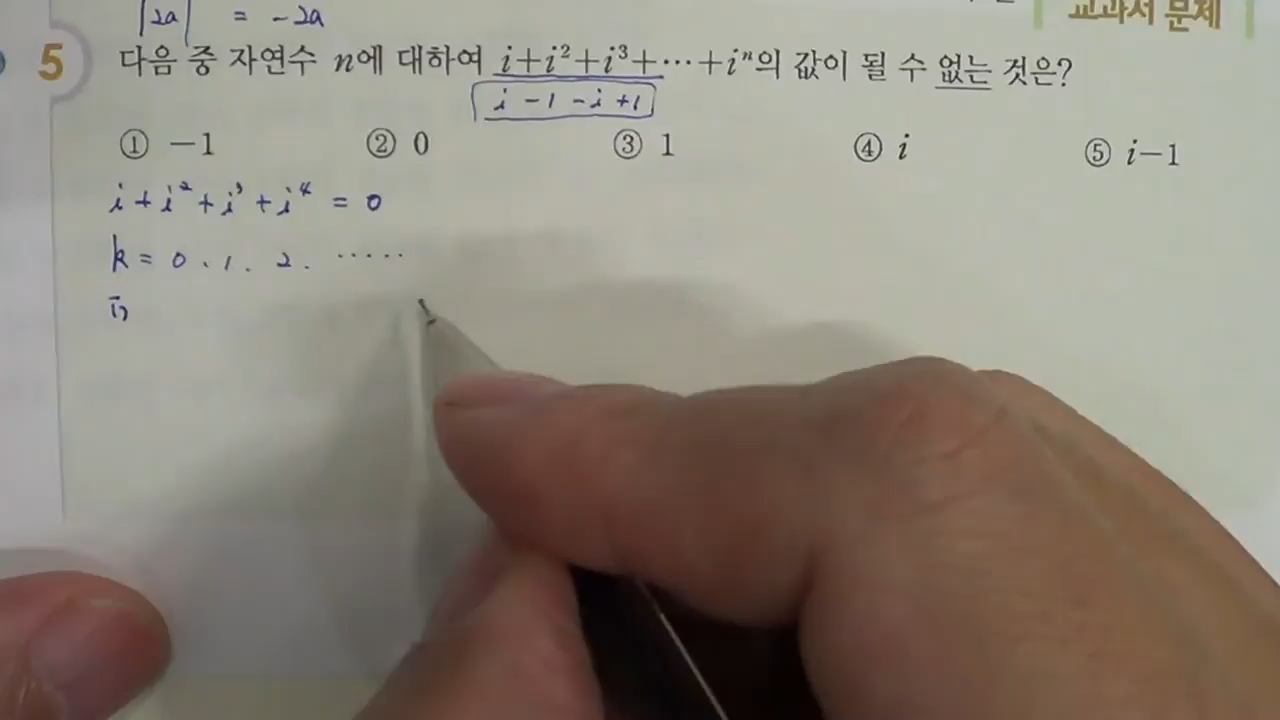 |2a| = -2a
교과서 문제
5 다음 중 자연수 n에 대하여 i+i²+i³+⋯+iⁿ의 값이 될 수 없는 것은?
i -1 -i +1
① -1 ② 0 ③ 1 ④ i ⑤ i-1
i + i² + i³ + i⁴ = 0
k = 0, 1, 2, ⋯⋯
i)